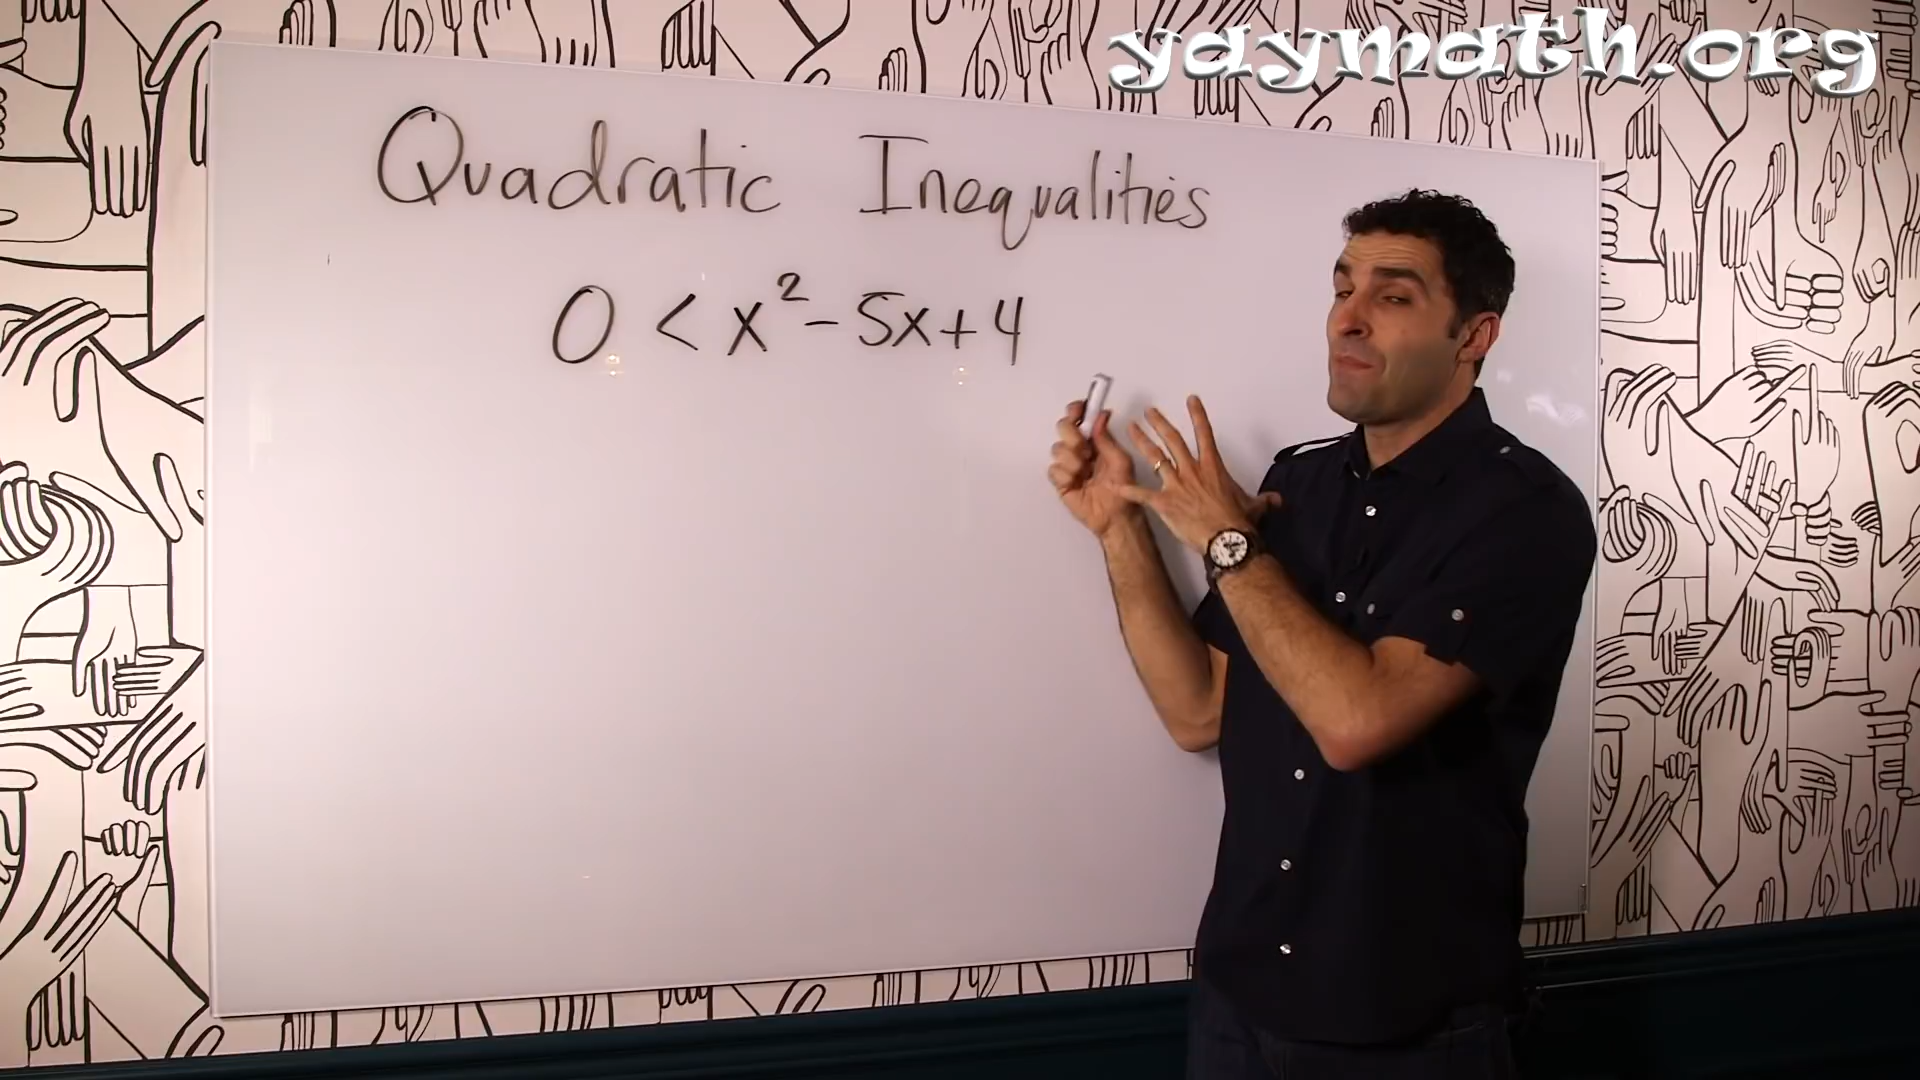 yaymath.org
Quadratic Inequalities
0 < x² - 5x + 4